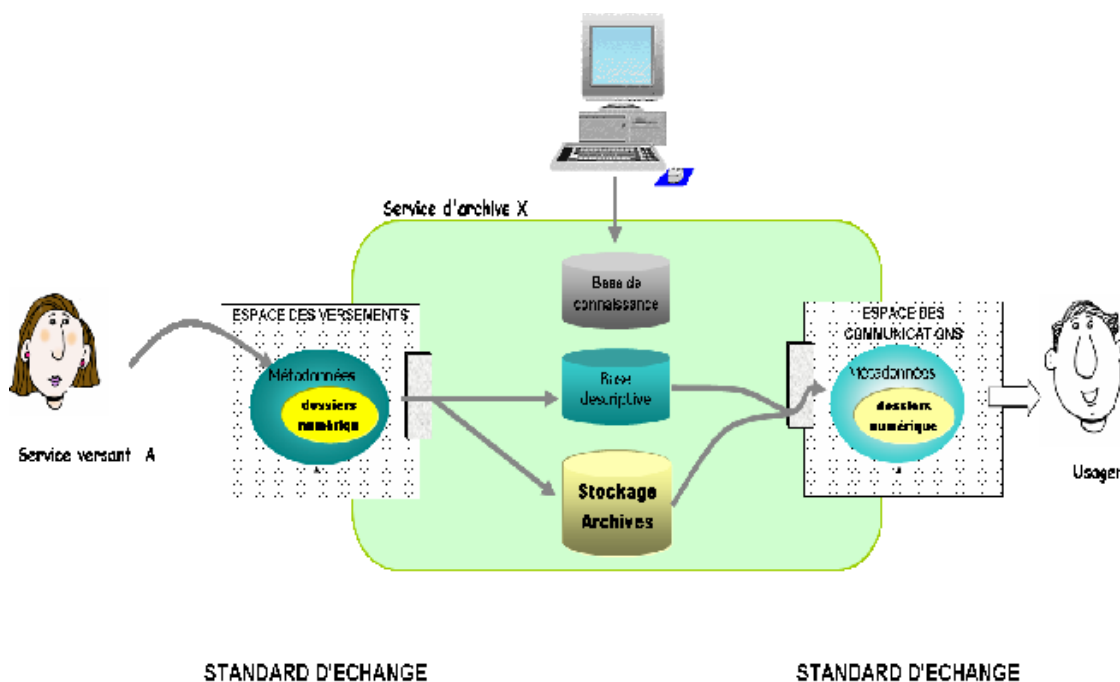 Service d'archive X
Base de
connaissance
ESPACE DES VERSEMENTS
Métadonnées
dossiers
numériqu
Service versant A
Base
descriptive
Stockage
Archives
ESPACE DES
COMMUNICATIONS
Métadonnées
dossiers
numérique
Usager
STANDARD D'ECHANGE
STANDARD D'ECHANGE